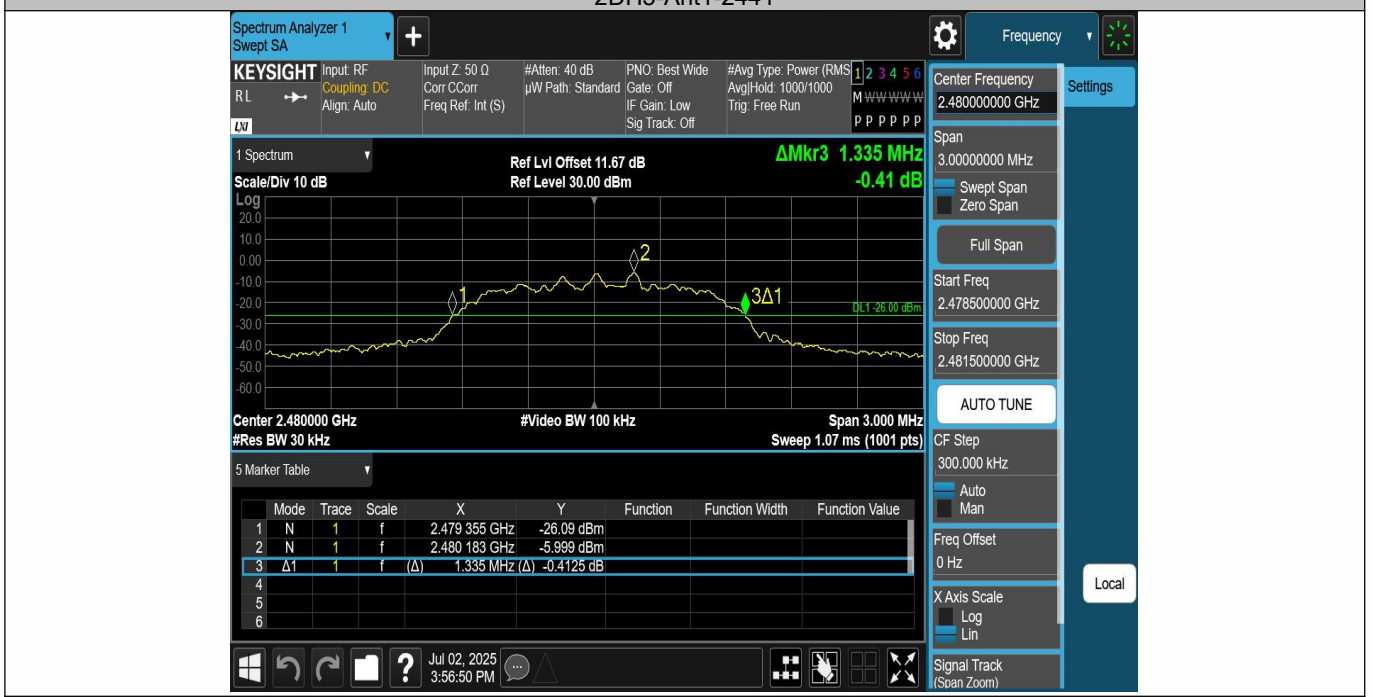 2DH5-Ant1-2441
Spectrum Analyzer 1
Swept SA
+
Frequency
KEYSIGHT
RL
LXI
Input: RF
Coupling: DC
Align: Auto
Input Z: 50 Ω
Corr CCorr
Freq Ref: Int (S)
#Atten: 40 dB
µW Path: Standard
PNO: Best Wide
Gate: Off
IF Gain: Low
Sig Track: Off
#Avg Type: Power (RMS
Avg|Hold: 1000/1000
Trig: Free Run
1 2 3 4 5 6
M W W W W W
P P P P P P
1 Spectrum
Scale/Div 10 dB
Ref Lvl Offset 11.67 dB
Ref Level 30.00 dBm
ΔMkr3 1.335 MHz
-0.41 dB
Log
20.0
10.0
0.00
-10.0
-20.0
-30.0
-40.0
-50.0
-60.0
1
2
3Δ1
DL1 -26.00 dBm
Center 2.480000 GHz
#Video BW 100 kHz
Span 3.000 MHz
#Res BW 30 kHz
Sweep 1.07 ms (1001 pts)
5 Marker Table
Mode Trace Scale X Y Function Function Width Function Value
1 N 1 f 2.479 355 GHz -26.09 dBm
2 N 1 f 2.480 183 GHz -5.999 dBm
3 Δ1 1 f (Δ) 1.335 MHz (Δ) -0.4125 dB
4
5
6
?
Jul 02, 2025
3:56:50 PM
Center Frequency
2.480000000 GHz
Settings
Span
3.00000000 MHz
Swept Span
Zero Span
Full Span
Start Freq
2.478500000 GHz
Stop Freq
2.481500000 GHz
AUTO TUNE
CF Step
300.000 kHz
Auto
Man
Freq Offset
0 Hz
Local
X Axis Scale
Log
Lin
Signal Track
(Span Zoom)